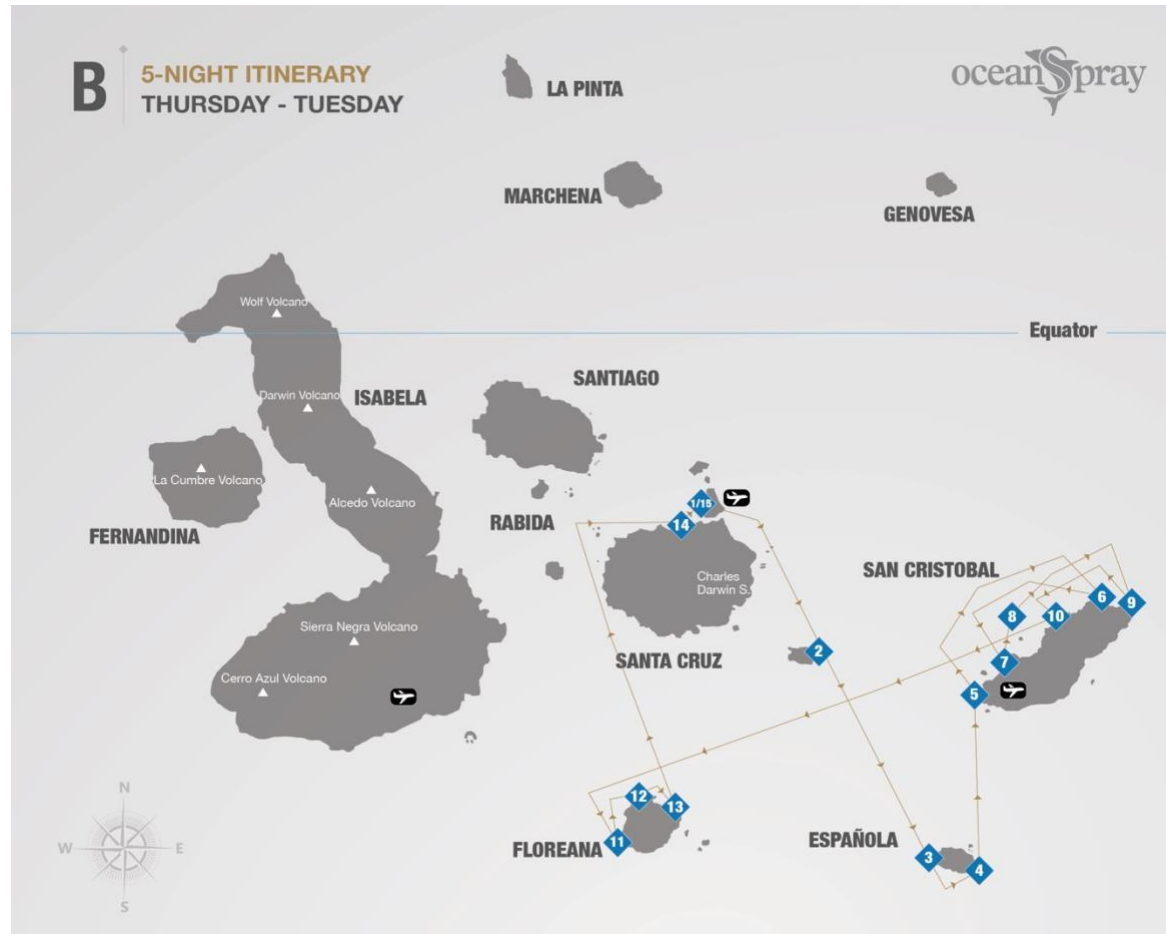 B
5-NIGHT ITINERARY
THURSDAY - TUESDAY
oceanSpray
LA PINTA
MARCHENA
GENOVESA
Wolf Volcano
Equator
SANTIAGO
Darwin Volcano
ISABELA
La Cumbre Volcano
Alcedo Volcano
FERNANDINA
RABIDA
1/15
14
Charles
Darwin S.
SAN CRISTOBAL
6
9
8
10
Sierra Negra Volcano
SANTA CRUZ
2
7
Cerro Azul Volcano
5
N
W
E
S
12
13
11
FLOREANA
ESPAÑOLA
3
4